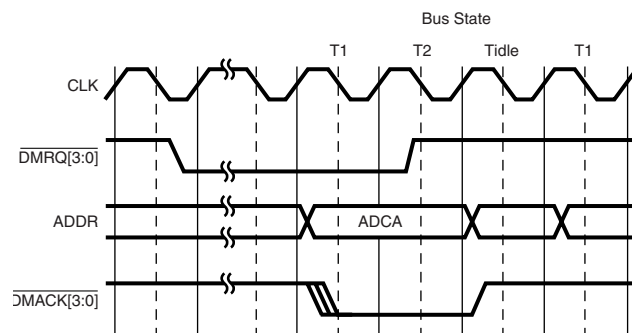 Bus State
T1 T2 Tidle T1
CLK
DMRQ[3:0]
ADDR
ADCA
DMACK[3:0]